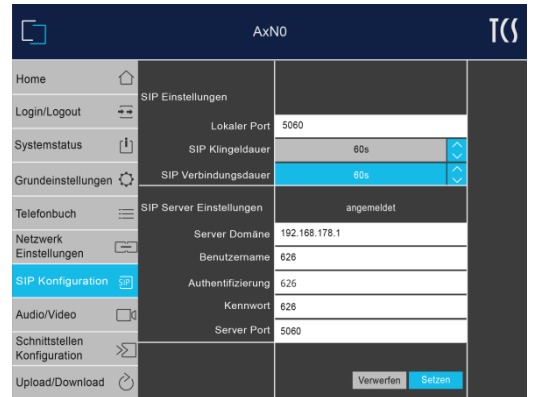 AxN0
TCS
Home
Login/Logout
Systemstatus
Grundeinstellungen
Telefonbuch
Netzwerk
Einstellungen
SIP Konfiguration
SIP
Audio/Video
Schnittstellen
Konfiguration
Upload/Download
SIP Einstellungen
Lokaler Port 5060
SIP Klingeldauer 60s
SIP Verbindungsdauer 60s
SIP Server Einstellungen angemeldet
Server Domäne 192.168.178.1
Benutzername 626
Authentifizierung 626
Kennwort 626
Server Port 5060
Verwerfen Setzen